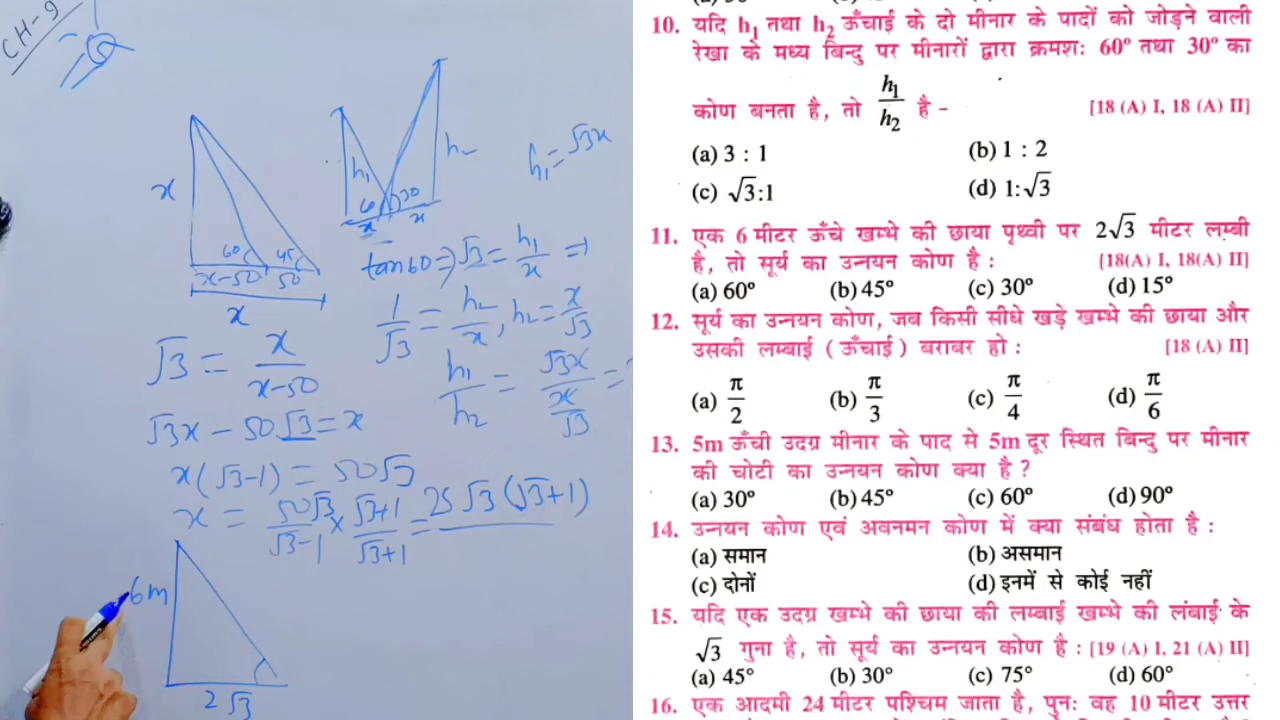 CH-9
x
60
45
x-50
50
x
√3 = x/(x-50)
√3x - 50√3 = x
x(√3-1) = 50√3
x = 50√3/(√3-1) × (√3+1)/(√3+1) = 25√3(√3+1)
6m
2√3
h₁
h₂
30
x
x
h₁ = √3x
tan60 ⇒ √3 = h₁/x = 1
1/√3 = h₂/x, h₂ = x/√3
h₁/h₂ = √3x/(x/√3) =
10. यदि h₁ तथा h₂ ऊँचाई के दो मीनार के पादों को जोड़ने वाली
रेखा के मध्य बिन्दु पर मीनारों द्वारा क्रमशः 60° तथा 30° का
कोण बनता है, तो h₁/h₂ है - [18 (A) I, 18 (A) II]
(a) 3 : 1 (b) 1 : 2
(c) √3:1 (d) 1:√3
11. एक 6 मीटर ऊँचे खम्भे की छाया पृथ्वी पर 2√3 मीटर लम्बी
है, तो सूर्य का उन्नयन कोण है : [18(A) I, 18(A) II]
(a) 60° (b) 45° (c) 30° (d) 15°
12. सूर्य का उन्नयन कोण, जब किसी सीधे खड़े खम्भे की छाया और
उसकी लम्बाई ( ऊँचाई ) बराबर हो : [18 (A) II]
(a) π/2 (b) π/3 (c) π/4 (d) π/6
13. 5m ऊँची उदग्र मीनार के पाद से 5m दूर स्थित बिन्दु पर मीनार
की चोटी का उन्नयन कोण क्या है ?
(a) 30° (b) 45° (c) 60° (d) 90°
14. उन्नयन कोण एवं अवनमन कोण में क्या संबंध होता है :
(a) समान (b) असमान
(c) दोनों (d) इनमें से कोई नहीं
15. यदि एक उदग्र खम्भे की छाया की लम्बाई खम्भे की लंबाई के
√3 गुना है, तो सूर्य का उन्नयन कोण है : [19 (A) I, 21 (A) II]
(a) 45° (b) 30° (c) 75° (d) 60°
16. एक आदमी 24 मीटर पश्चिम जाता है, पुनः वह 10 मीटर उत्तर